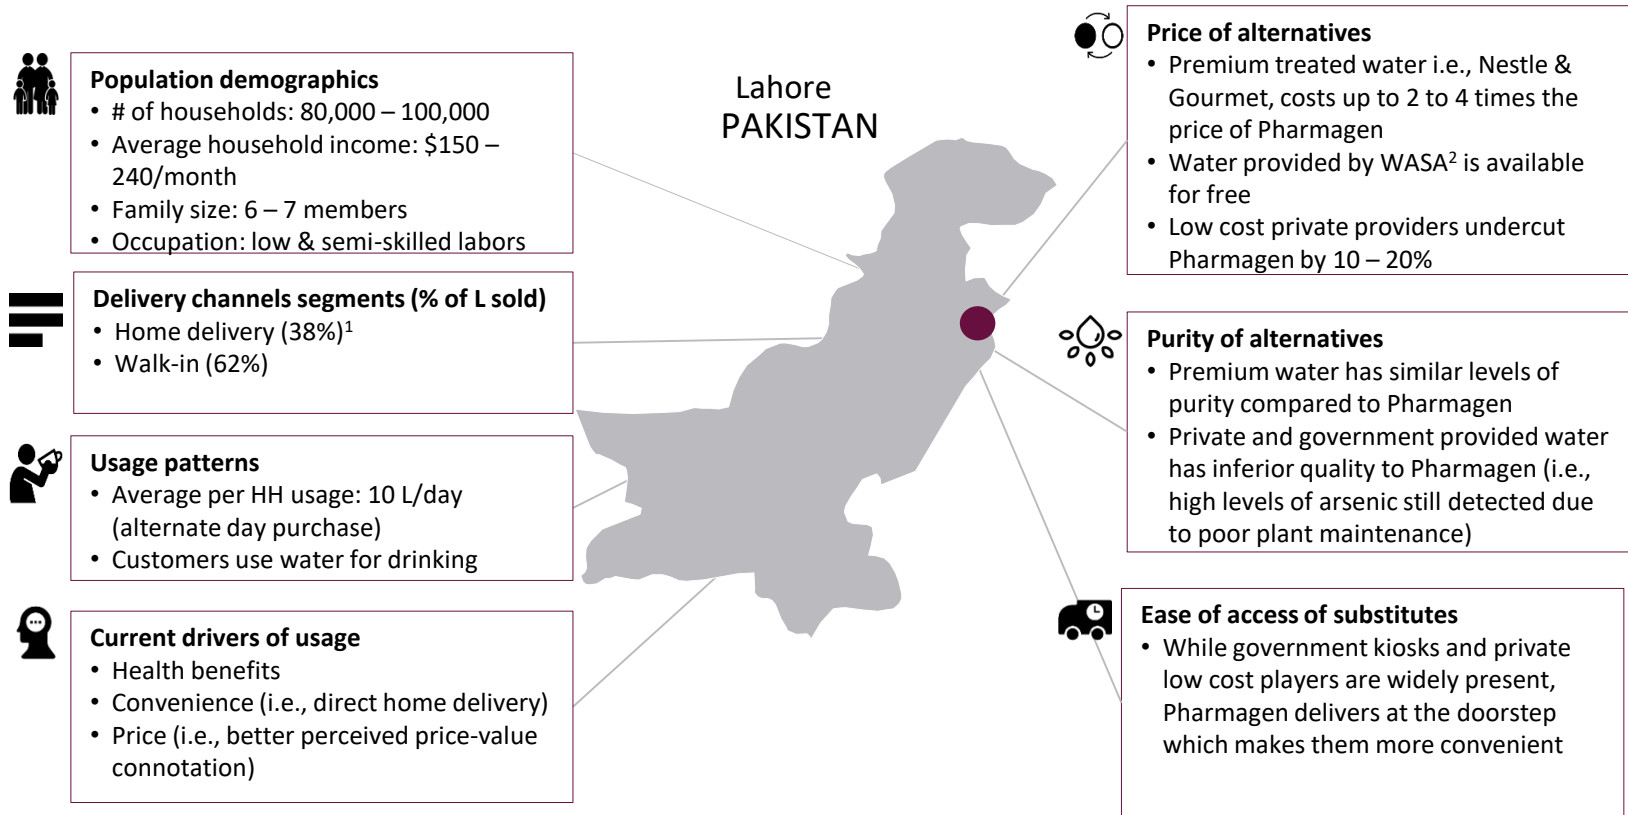 Population demographics
• # of households: 80,000 – 100,000
• Average household income: $150 –
240/month
• Family size: 6 – 7 members
• Occupation: low & semi-skilled labors
Delivery channels segments (% of L sold)
• Home delivery (38%)1
• Walk-in (62%)
Usage patterns
• Average per HH usage: 10 L/day
(alternate day purchase)
• Customers use water for drinking
Current drivers of usage
• Health benefits
• Convenience (i.e., direct home delivery)
• Price (i.e., better perceived price-value
connotation)
Lahore
PAKISTAN
Price of alternatives
• Premium treated water i.e., Nestle &
Gourmet, costs up to 2 to 4 times the
price of Pharmagen
• Water provided by WASA2 is available
for free
• Low cost private providers undercut
Pharmagen by 10 – 20%
Purity of alternatives
• Premium water has similar levels of
purity compared to Pharmagen
• Private and government provided water
has inferior quality to Pharmagen (i.e.,
high levels of arsenic still detected due
to poor plant maintenance)
Ease of access of substitutes
• While government kiosks and private
low cost players are widely present,
Pharmagen delivers at the doorstep
which makes them more convenient